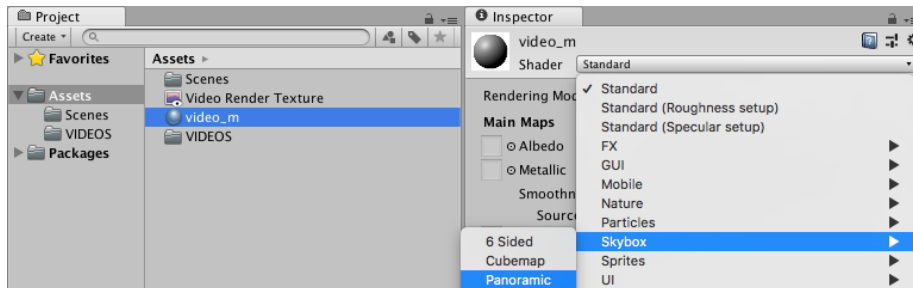 Project
Create
Favorites
Assets
Scenes
VIDEOS
Packages
Assets
Scenes
Video Render Texture
video_m
VIDEOS
Inspector
video_m
Shader Standard
Rendering Mod
Main Maps
Albedo
Metallic
Smoothn
Source
Standard
Standard (Roughness setup)
Standard (Specular setup)
FX
GUI
Mobile
Nature
Particles
Skybox
Sprites
UI
6 Sided
Cubemap
Panoramic